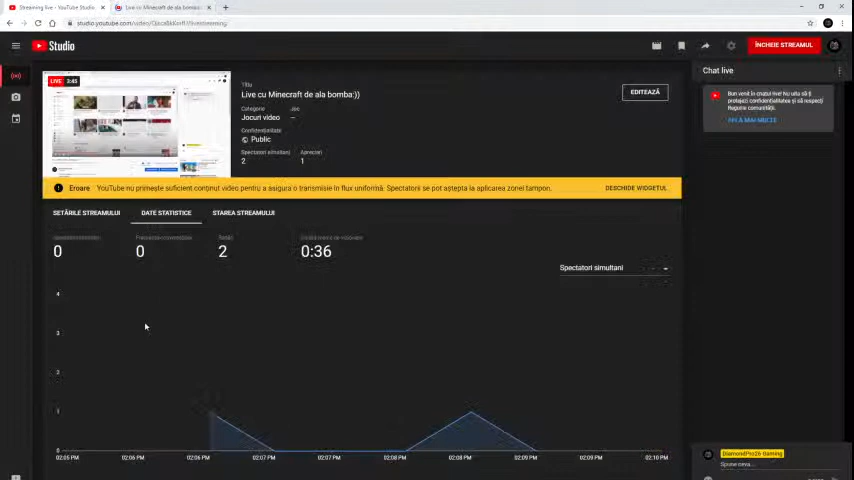 Streaming live - YouTube Studio
Live cu Minecraft de ala bomba:
Studio
ÎNCHEIE STREAMUL
LIVE 3:45
Titlu
Live cu Minecraft de ala bomba:))
Categorie
Joc
Jocuri video
—
Confidențialitate
Public
Spectatori simultani
Aprecieri
2
1
EDITEAZĂ
Chat live
Bun venit în chatul live! Nu uita să îți
protejezi confidențialitatea și să respecți
Regulile comunității.
AFLĂ MAI MULTE
Eroare YouTube nu primește suficient conținut video pentru a asigura o transmisie în flux uniformă. Spectatorii se pot aștepta la aplicarea zonei tampon.
DESCHIDE WIDGETUL
SETĂRILE STREAMULUI
DATE STATISTICE
STAREA STREAMULUI
0
0
2
0:36
Spectatori simultani
4
3
2
1
0
02:05 PM
02:06 PM
02:06 PM
02:07 PM
02:07 PM
02:08 PM
02:08 PM
02:09 PM
02:09 PM
02:10 PM
DiamondPro26 Gaming
Spune ceva...